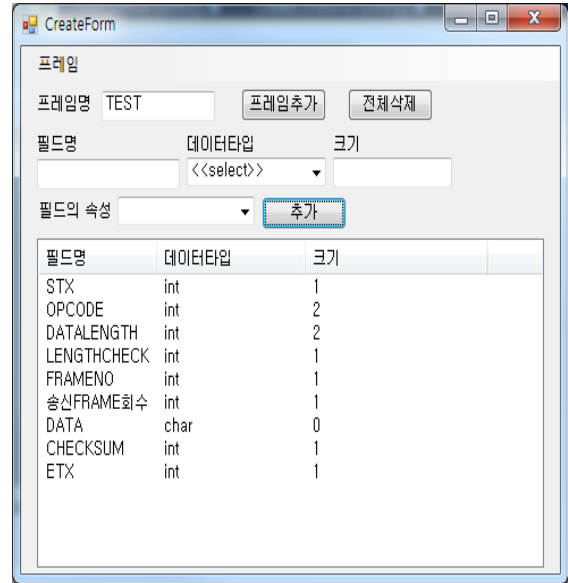 CreateForm
프레임
프레임명 TEST 프레임추가 전체삭제
필드명 데이터타입 크기
<<select>>
필드의 속성 추가
필드명 데이터타입 크기
STX int 1
OPCODE int 2
DATALENGTH int 2
LENGTHCHECK int 1
FRAMENO int 1
송신FRAME회수 int 1
DATA char 0
CHECKSUM int 1
ETX int 1